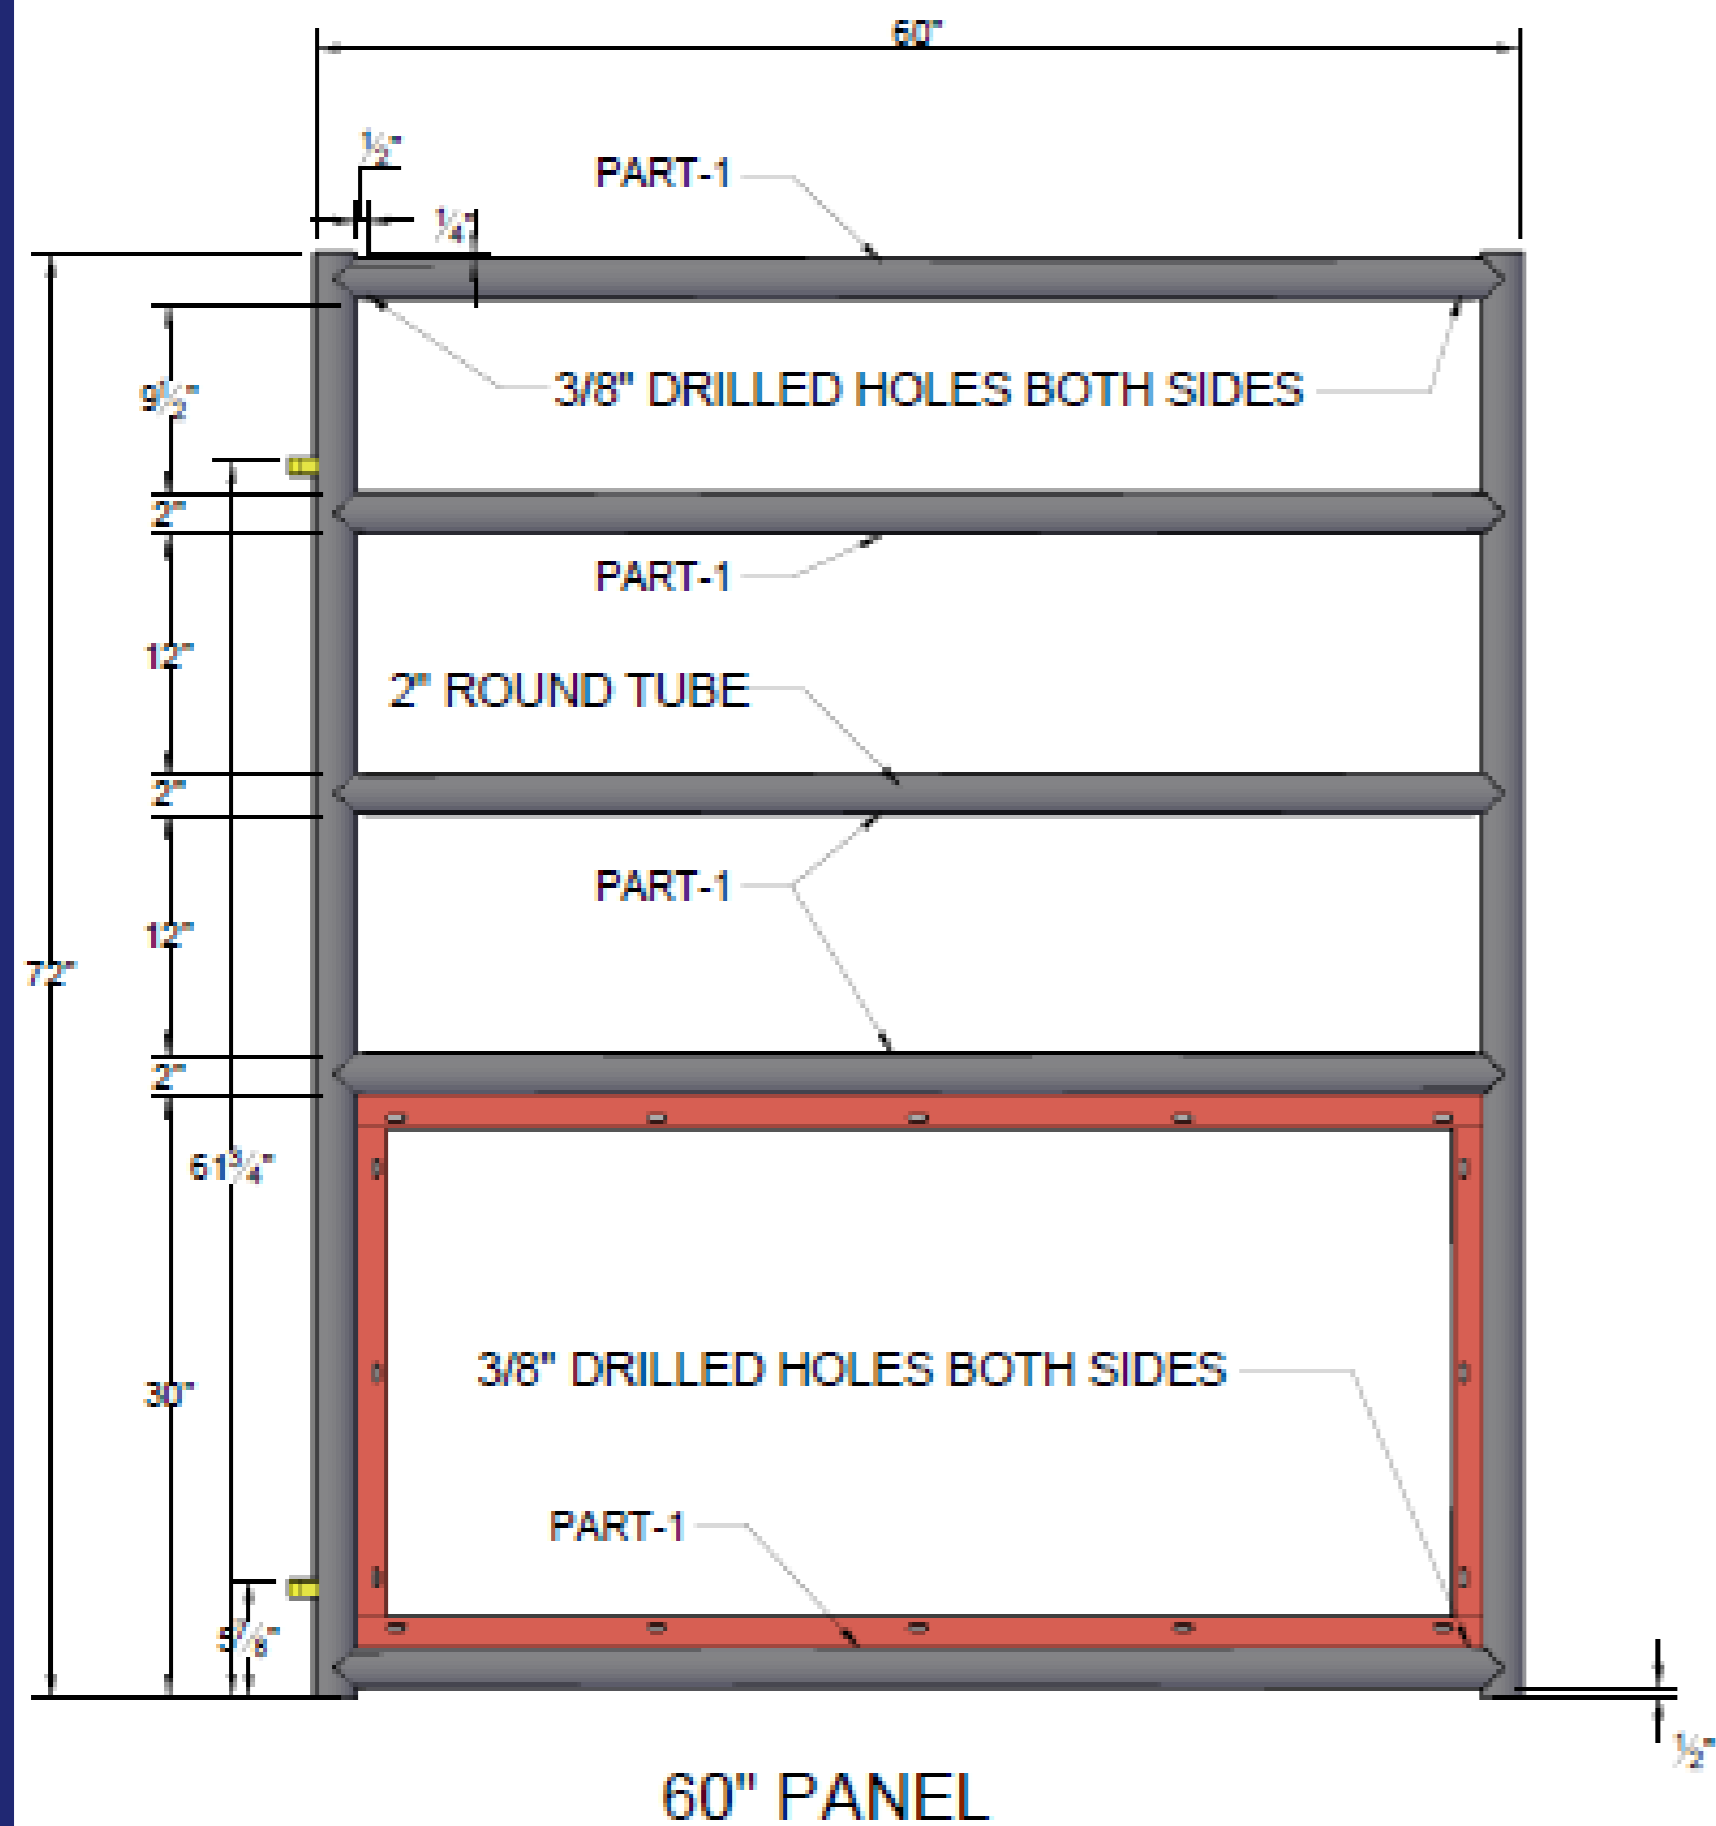 60"
½"
PART-1
¼"
3/8" DRILLED HOLES BOTH SIDES
9½"
2"
PART-1
12"
2" ROUND TUBE
2"
PART-1
12"
72"
2"
61¾"
3/8" DRILLED HOLES BOTH SIDES
30"
PART-1
5⅞"
½"
60" PANEL